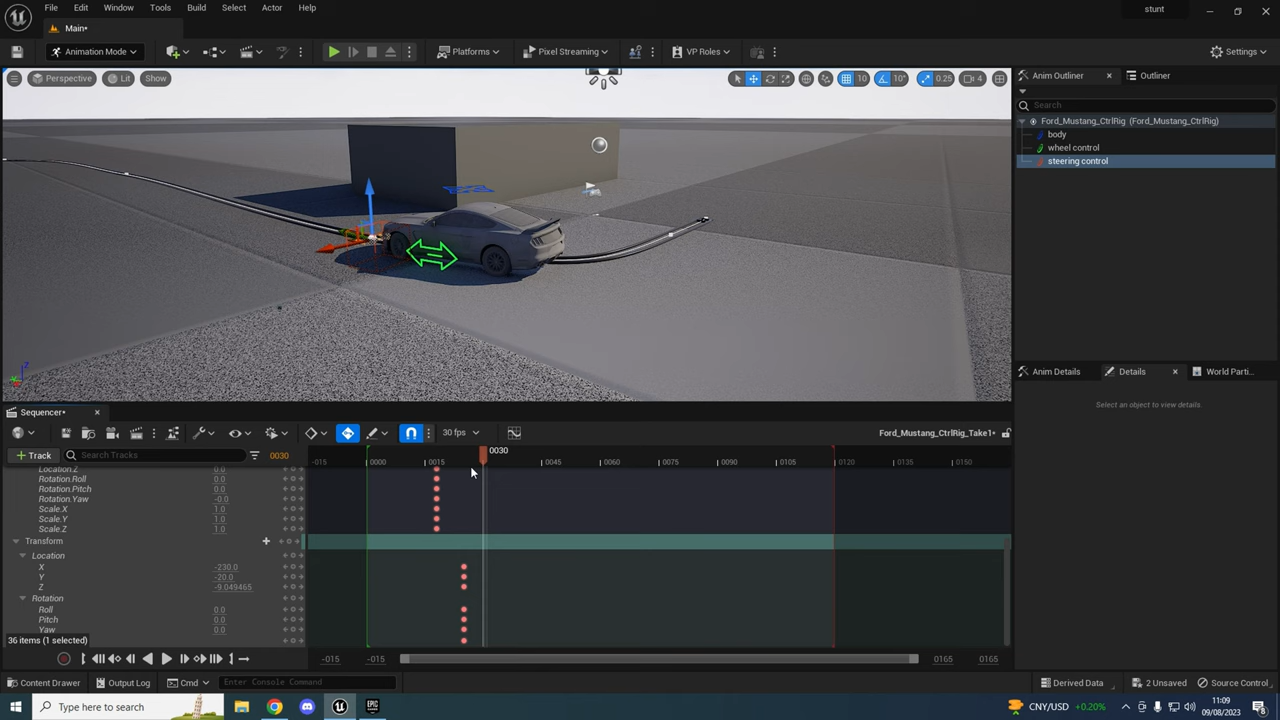 File Edit Window Tools Build Select Actor Help
stunt
Main*
Animation Mode
Platforms
Pixel Streaming
VP Roles
Settings
Perspective
Lit
Show
10
10°
0.25
4
Anim Outliner
Outliner
Search
Ford_Mustang_CtrlRig (Ford_Mustang_CtrlRig)
body
wheel control
steering control
Anim Details
Details
World Parti...
Select an object to view details.
Sequencer*
30 fps
Ford_Mustang_CtrlRig_Take1*
Track
Search Tracks
0030
0030
-015 0000 0015 0045 0060 0075 0090 0105 0120 0135 0150
Location.Z 0.0
Rotation.Roll 0.0
Rotation.Pitch 0.0
Rotation.Yaw -0.0
Scale.X 1.0
Scale.Y 1.0
Scale.Z 1.0
Transform
Location
X -230.0
Y -20.0
Z -9.049465
Rotation
Roll 0.0
Pitch 0.0
Yaw 0.0
36 items (1 selected)
-015 -015 0165 0165
Content Drawer
Output Log
Cmd
Enter Console Command
Derived Data
2 Unsaved
Source Control
Type here to search
CNY/USD +0.20%
11:09
09/08/2023